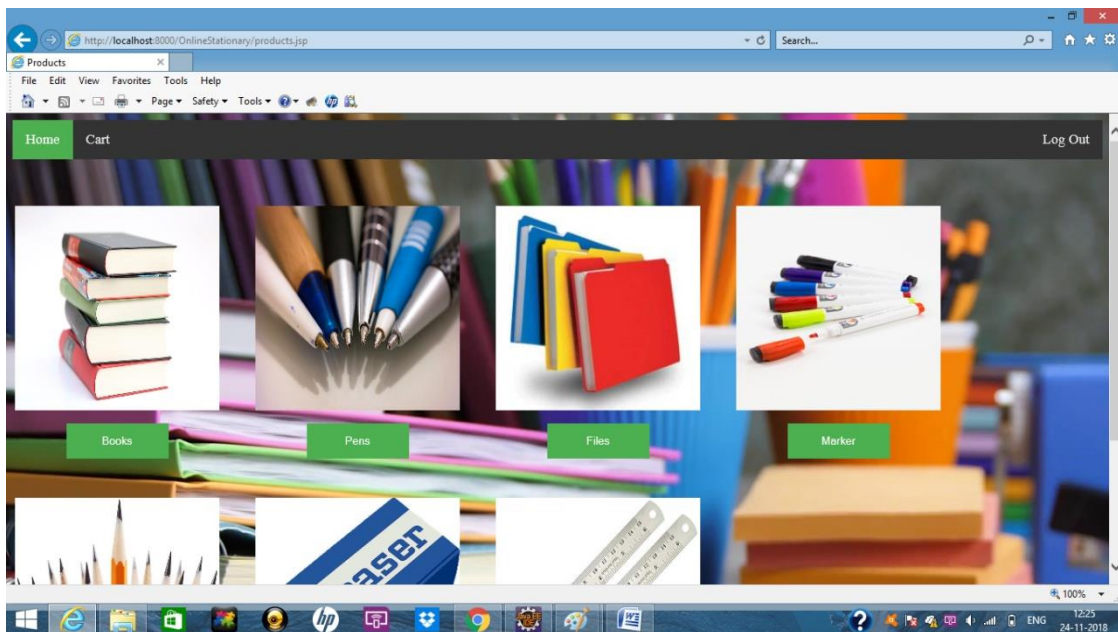 http://localhost:8000/OnlineStationary/products.jsp
Search...
Products
File Edit View Favorites Tools Help
Page Safety Tools
Home Cart Log Out
Books Pens Files Marker
aser
100%
ENG
12:25
24-11-2018